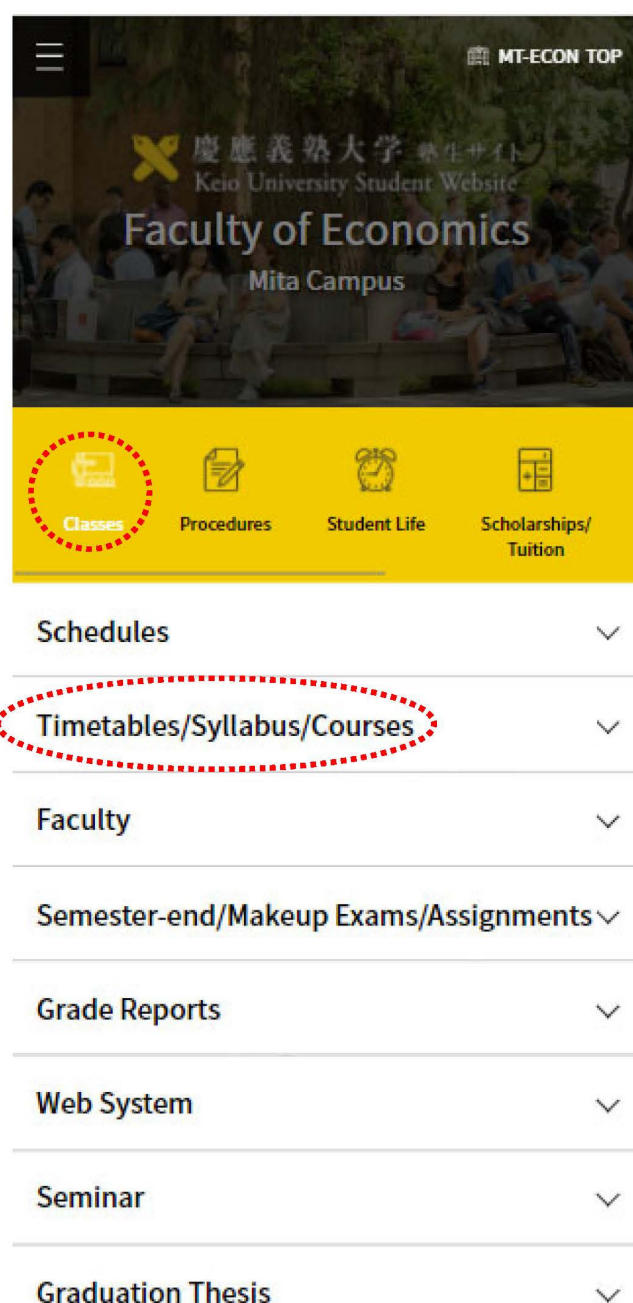 MT-ECON TOP
慶應義塾大学 塾生サイト
Keio University Student Website
Faculty of Economics
Mita Campus
Classes
Procedures
Student Life
Scholarships/
Tuition
Schedules
Timetables/Syllabus/Courses
Faculty
Semester-end/Makeup Exams/Assignments
Grade Reports
Web System
Seminar
Graduation Thesis